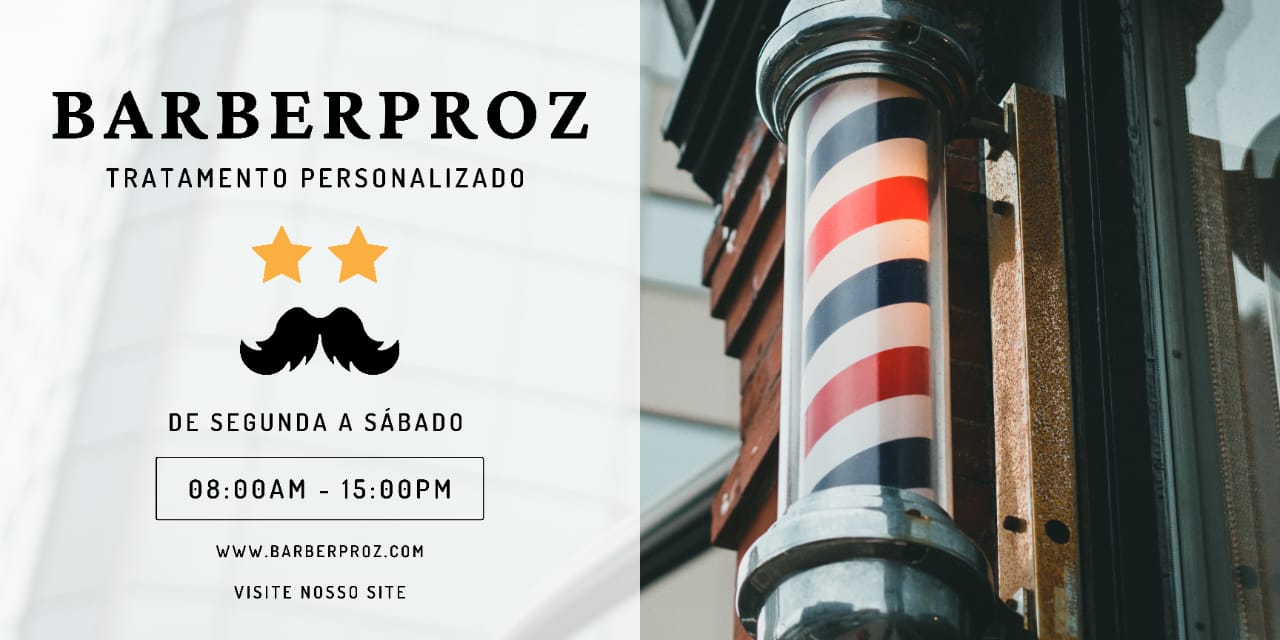 BARBERPROZ
TRATAMENTO PERSONALIZADO
DE SEGUNDA A SÁBADO
08:00AM - 15:00PM
WWW.BARBERPROZ.COM
VISITE NOSSO SITE